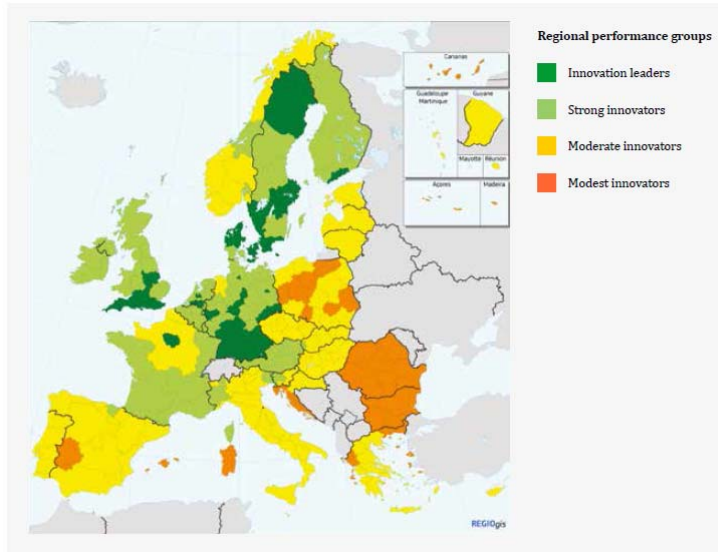 Regional performance groups
Innovation leaders
Strong innovators
Moderate innovators
Modest innovators
Canarias
Guadeloupe
Martinique
Guyane
Mayotte
Réunion
Açores
Madeira
REGIOgis